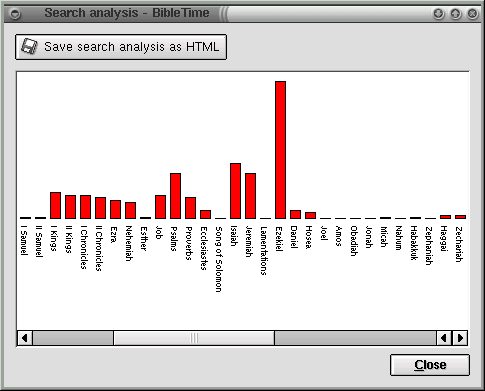 Search analysis - BibleTime
Save search analysis as HTML
I Samuel
II Samuel
I Kings
II Kings
I Chronicles
II Chronicles
Ezra
Nehemiah
Esther
Job
Psalms
Proverbs
Ecclesiastes
Song of Solomon
Isaiah
Jeremiah
Lamentations
Ezekiel
Daniel
Hosea
Joel
Amos
Obadiah
Jonah
Micah
Nahum
Habakkuk
Zephaniah
Haggai
Zechariah
Close